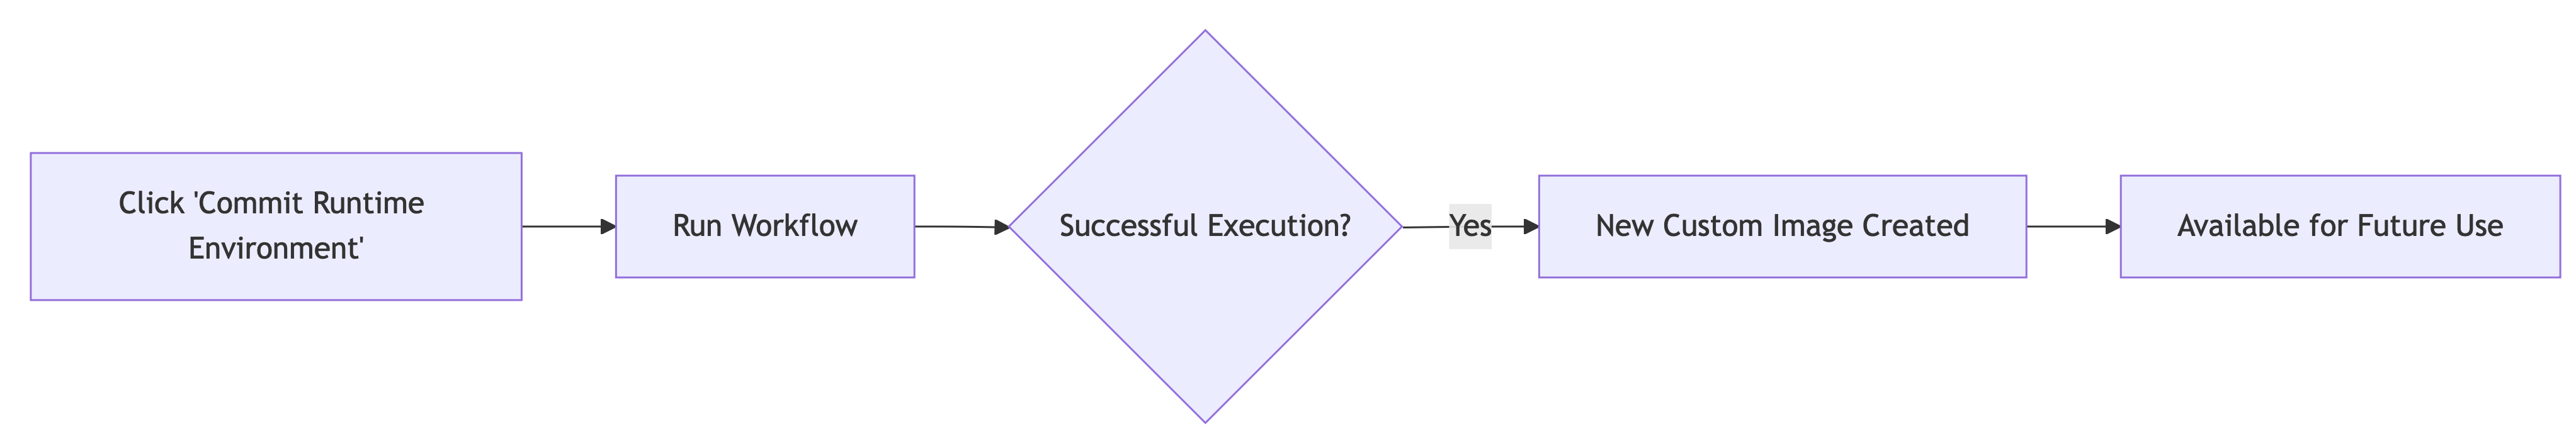 Click 'Commit Runtime
Environment'
Run Workflow
Successful Execution?
Yes
New Custom Image Created
Available for Future Use